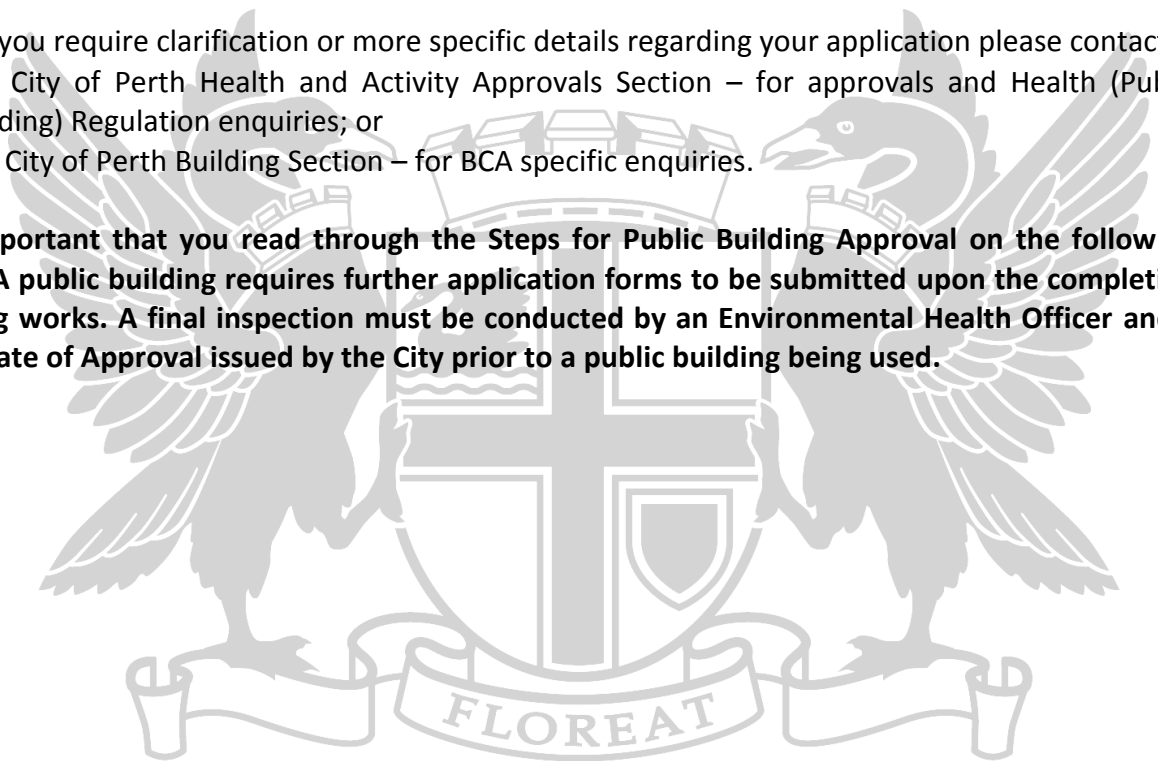 you require clarification or more specific details regarding your application please contact
City of Perth Health and Activity Approvals Section – for approvals and Health (Pub
ding) Regulation enquiries; or
City of Perth Building Section – for BCA specific enquiries.
portant that you read through the Steps for Public Building Approval on the follow
A public building requires further application forms to be submitted upon the completi
g works. A final inspection must be conducted by an Environmental Health Officer and
ate of Approval issued by the City prior to a public building being used.
FLOREAT